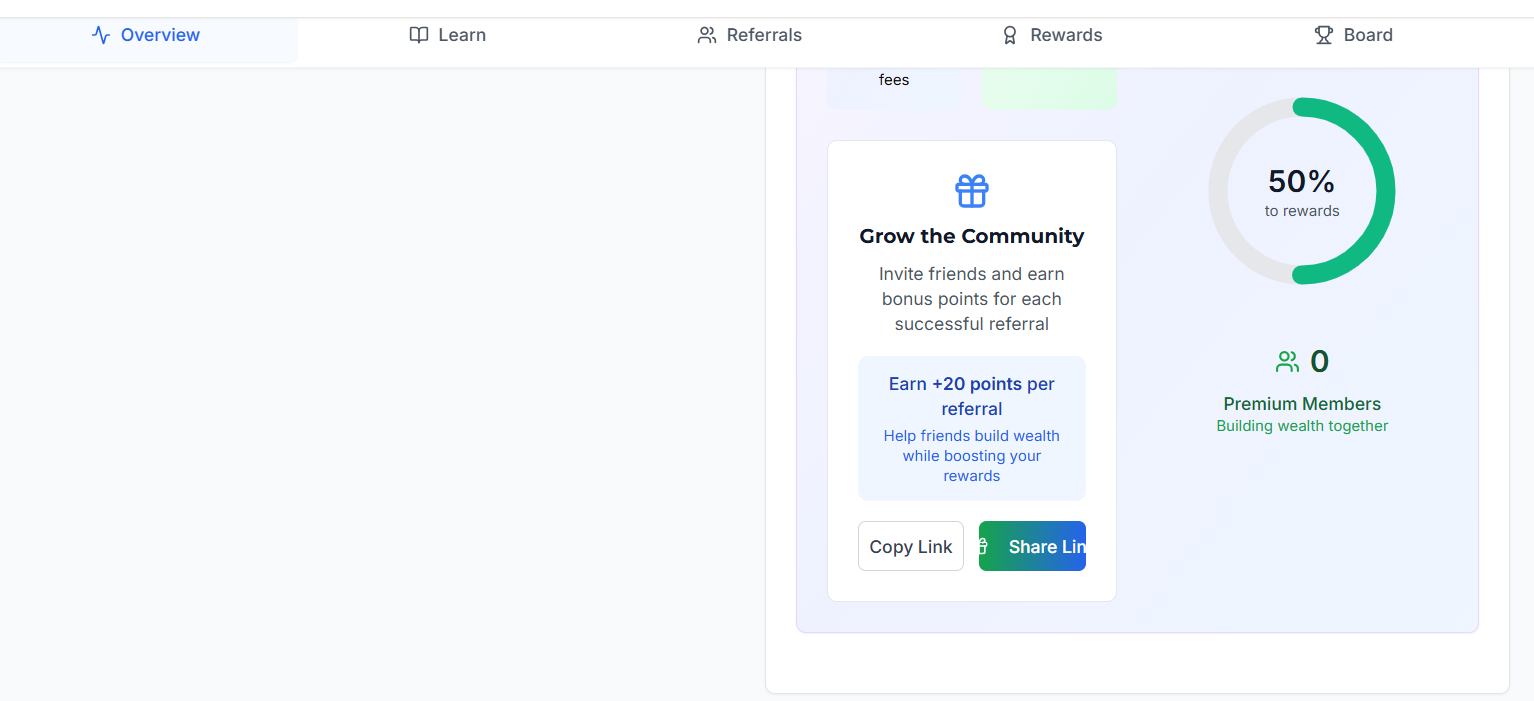 Overview
Learn
Referrals
Rewards
Board
fees
Grow the Community
Invite friends and earn
bonus points for each
successful referral
Earn +20 points per
referral
Help friends build wealth
while boosting your
rewards
Copy Link
Share Lin
50%
to rewards
0
Premium Members
Building wealth together